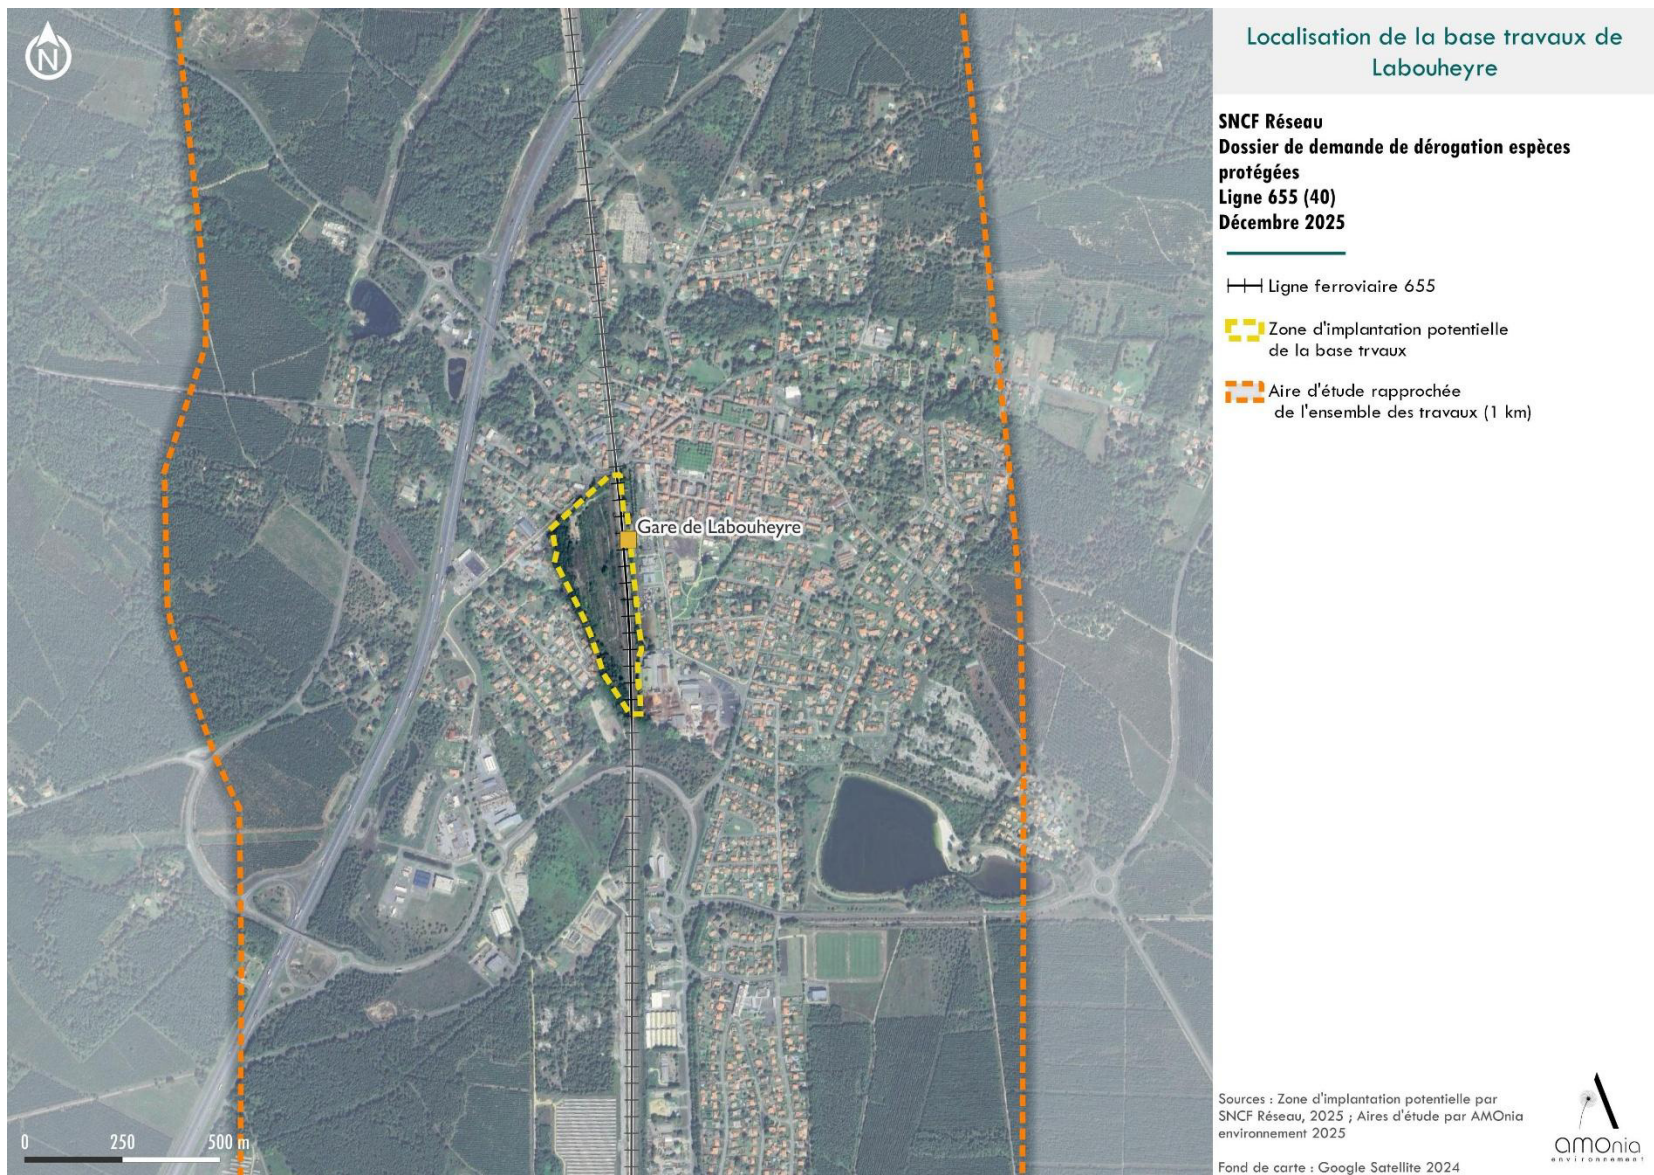 N
Localisation de la base travaux de
Labouheyre
SNCF Réseau
Dossier de demande de dérogation espèces
protégées
Ligne 655 (40)
Décembre 2025
Ligne ferroviaire 655
Zone d'implantation potentielle
de la base trvaux
Aire d'étude rapprochée
de l'ensemble des travaux (1 km)
Gare de Labouheyre
0 250 500 m
Sources : Zone d'implantation potentielle par
SNCF Réseau, 2025 ; Aires d'étude par AMOnia
environnement 2025
Fond de carte : Google Satellite 2024
amonia
environnement